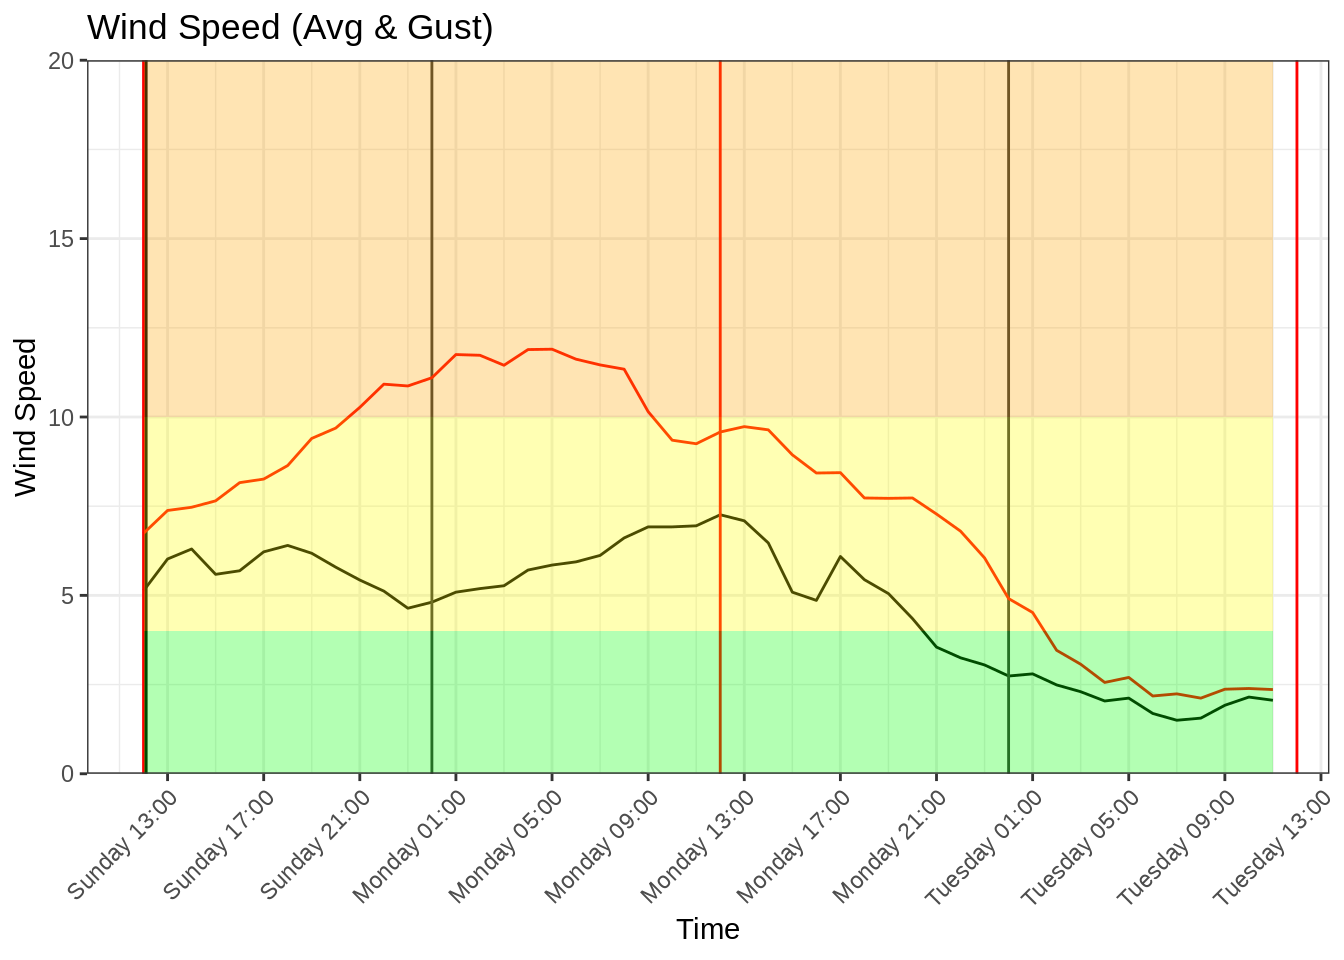 Wind Speed (Avg & Gust)
20
15
10
5
0
Wind Speed
Sunday 13:00
Sunday 17:00
Sunday 21:00
Monday 01:00
Monday 05:00
Monday 09:00
Monday 13:00
Monday 17:00
Monday 21:00
Tuesday 01:00
Tuesday 05:00
Tuesday 09:00
Tuesday 13:00
Time